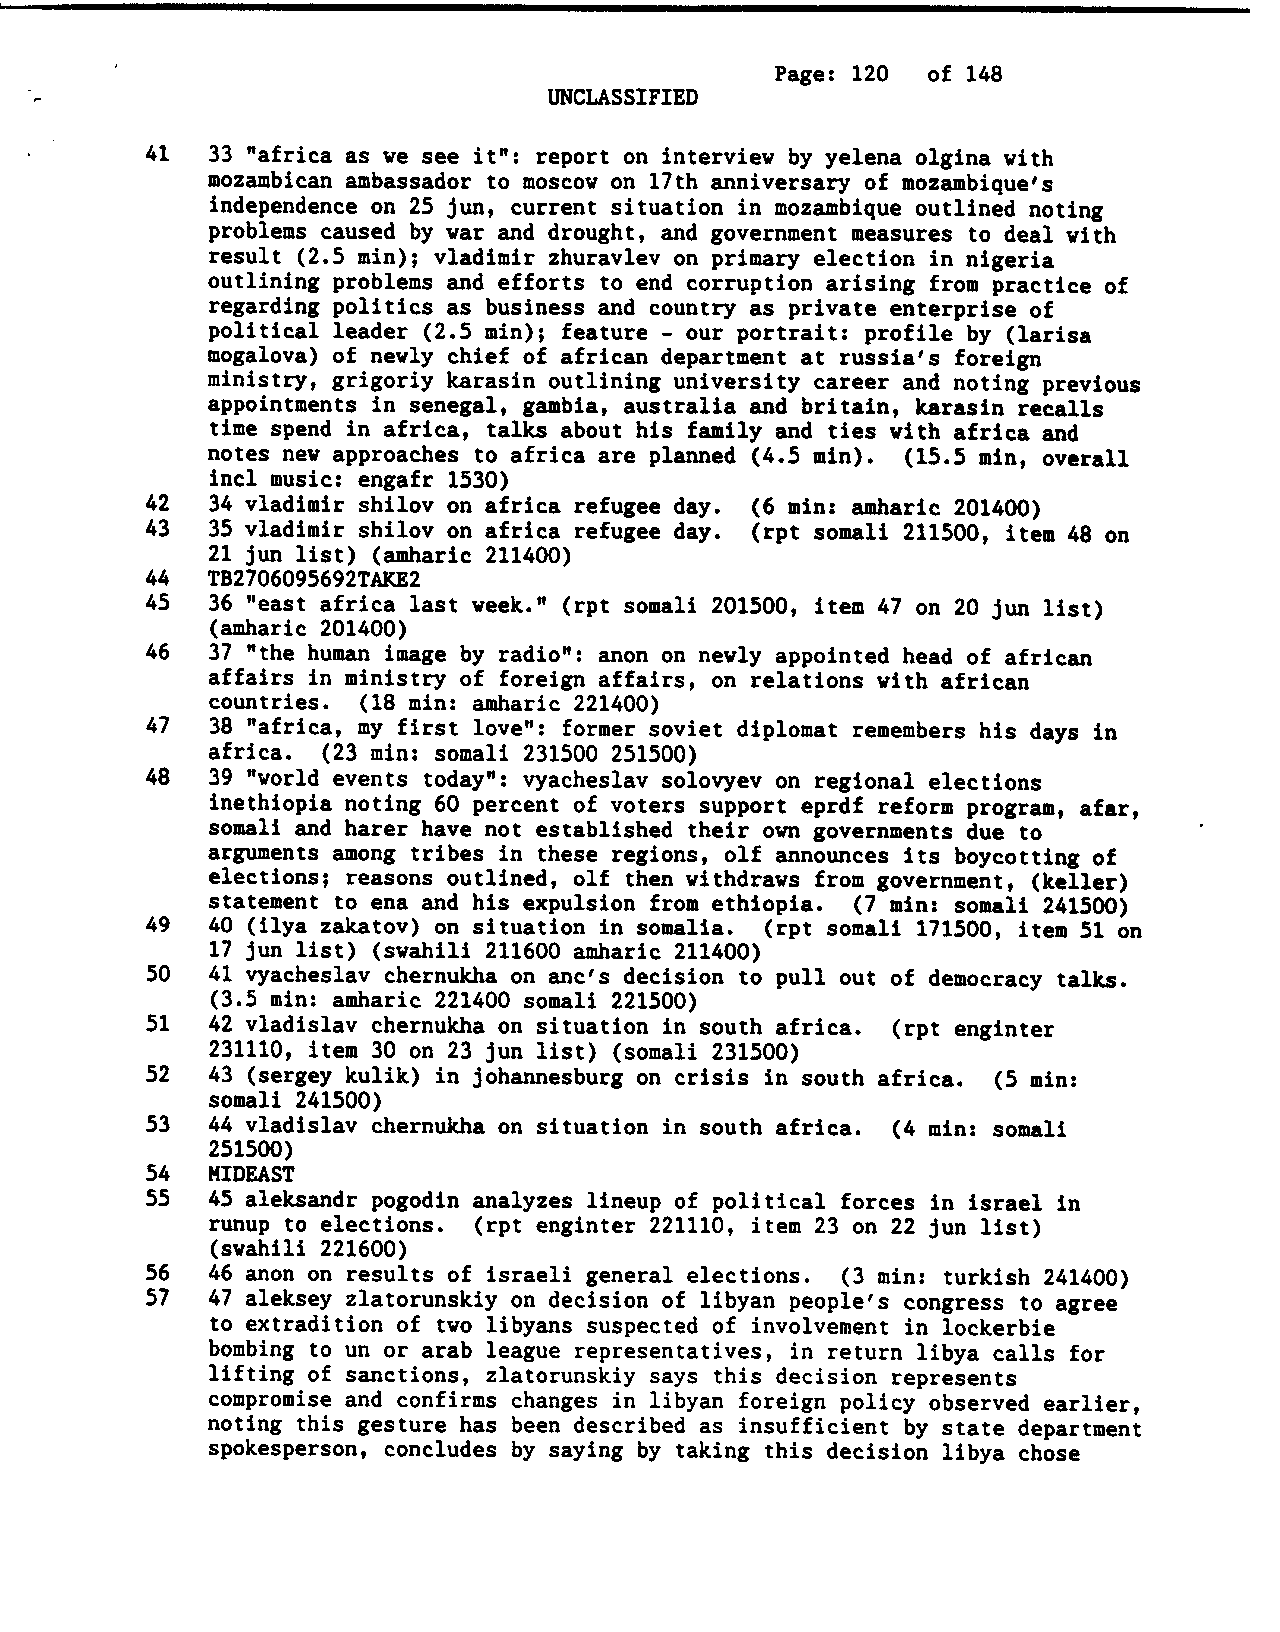 Page: 120 of 148
UNCLASSIFIED
41 33 "africa as we see it": report on interview by yelena olgina with
mozambican ambassador to moscow on 17th anniversary of mozambique's
independence on 25 jun, current situation in mozambique outlined noting
problems caused by war and drought, and government measures to deal with
result (2.5 min); vladimir zhuravlev on primary election in nigeria
outlining problems and efforts to end corruption arising from practice of
regarding politics as business and country as private enterprise of
political leader (2.5 min); feature - our portrait: profile by (larisa
mogalova) of newly chief of african department at russia's foreign
ministry, grigoriy karasin outlining university career and noting previous
appointments in senegal, gambia, australia and britain, karasin recalls
time spend in africa, talks about his family and ties with africa and
notes new approaches to africa are planned (4.5 min). (15.5 min, overall
incl music: engafr 1530)
42 34 vladimir shilov on africa refugee day. (6 min: amharic 201400)
43 35 vladimir shilov on africa refugee day. (rpt somali 211500, item 48 on
21 jun list) (amharic 211400)
44 TB2706095692TAKE2
45 36 "east africa last week." (rpt somali 201500, item 47 on 20 jun list)
(amharic 201400)
46 37 "the human image by radio": anon on newly appointed head of african
affairs in ministry of foreign affairs, on relations with african
countries. (18 min: amharic 221400)
47 38 "africa, my first love": former soviet diplomat remembers his days in
africa. (23 min: somali 231500 251500)
48 39 "world events today": vyacheslav solovyev on regional elections
inethiopia noting 60 percent of voters support eprdf reform program, afar,
somali and harer have not established their own governments due to
arguments among tribes in these regions, olf announces its boycotting of
elections; reasons outlined, olf then withdraws from government, (keller)
statement to ena and his expulsion from ethiopia. (7 min: somali 241500)
49 40 (ilya zakatov) on situation in somalia. (rpt somali 171500, item 51 on
17 jun list) (swahili 211600 amharic 211400)
50 41 vyacheslav chernukha on anc's decision to pull out of democracy talks.
(3.5 min: amharic 221400 somali 221500)
51 42 vladislav chernukha on situation in south africa. (rpt enginter
231110, item 30 on 23 jun list) (somali 231500)
52 43 (sergey kulik) in johannesburg on crisis in south africa. (5 min:
somali 241500)
53 44 vladislav chernukha on situation in south africa. (4 min: somali
251500)
54 MIDEAST
55 45 aleksandr pogodin analyzes lineup of political forces in israel in
runup to elections. (rpt enginter 221110, item 23 on 22 jun list)
(swahili 221600)
56 46 anon on results of israeli general elections. (3 min: turkish 241400)
57 47 aleksey zlatorunskiy on decision of libyan people's congress to agree
to extradition of two libyans suspected of involvement in lockerbie
bombing to un or arab league representatives, in return libya calls for
lifting of sanctions, zlatorunskiy says this decision represents
compromise and confirms changes in libyan foreign policy observed earlier,
noting this gesture has been described as insufficient by state department
spokesperson, concludes by saying by taking this decision libya chose